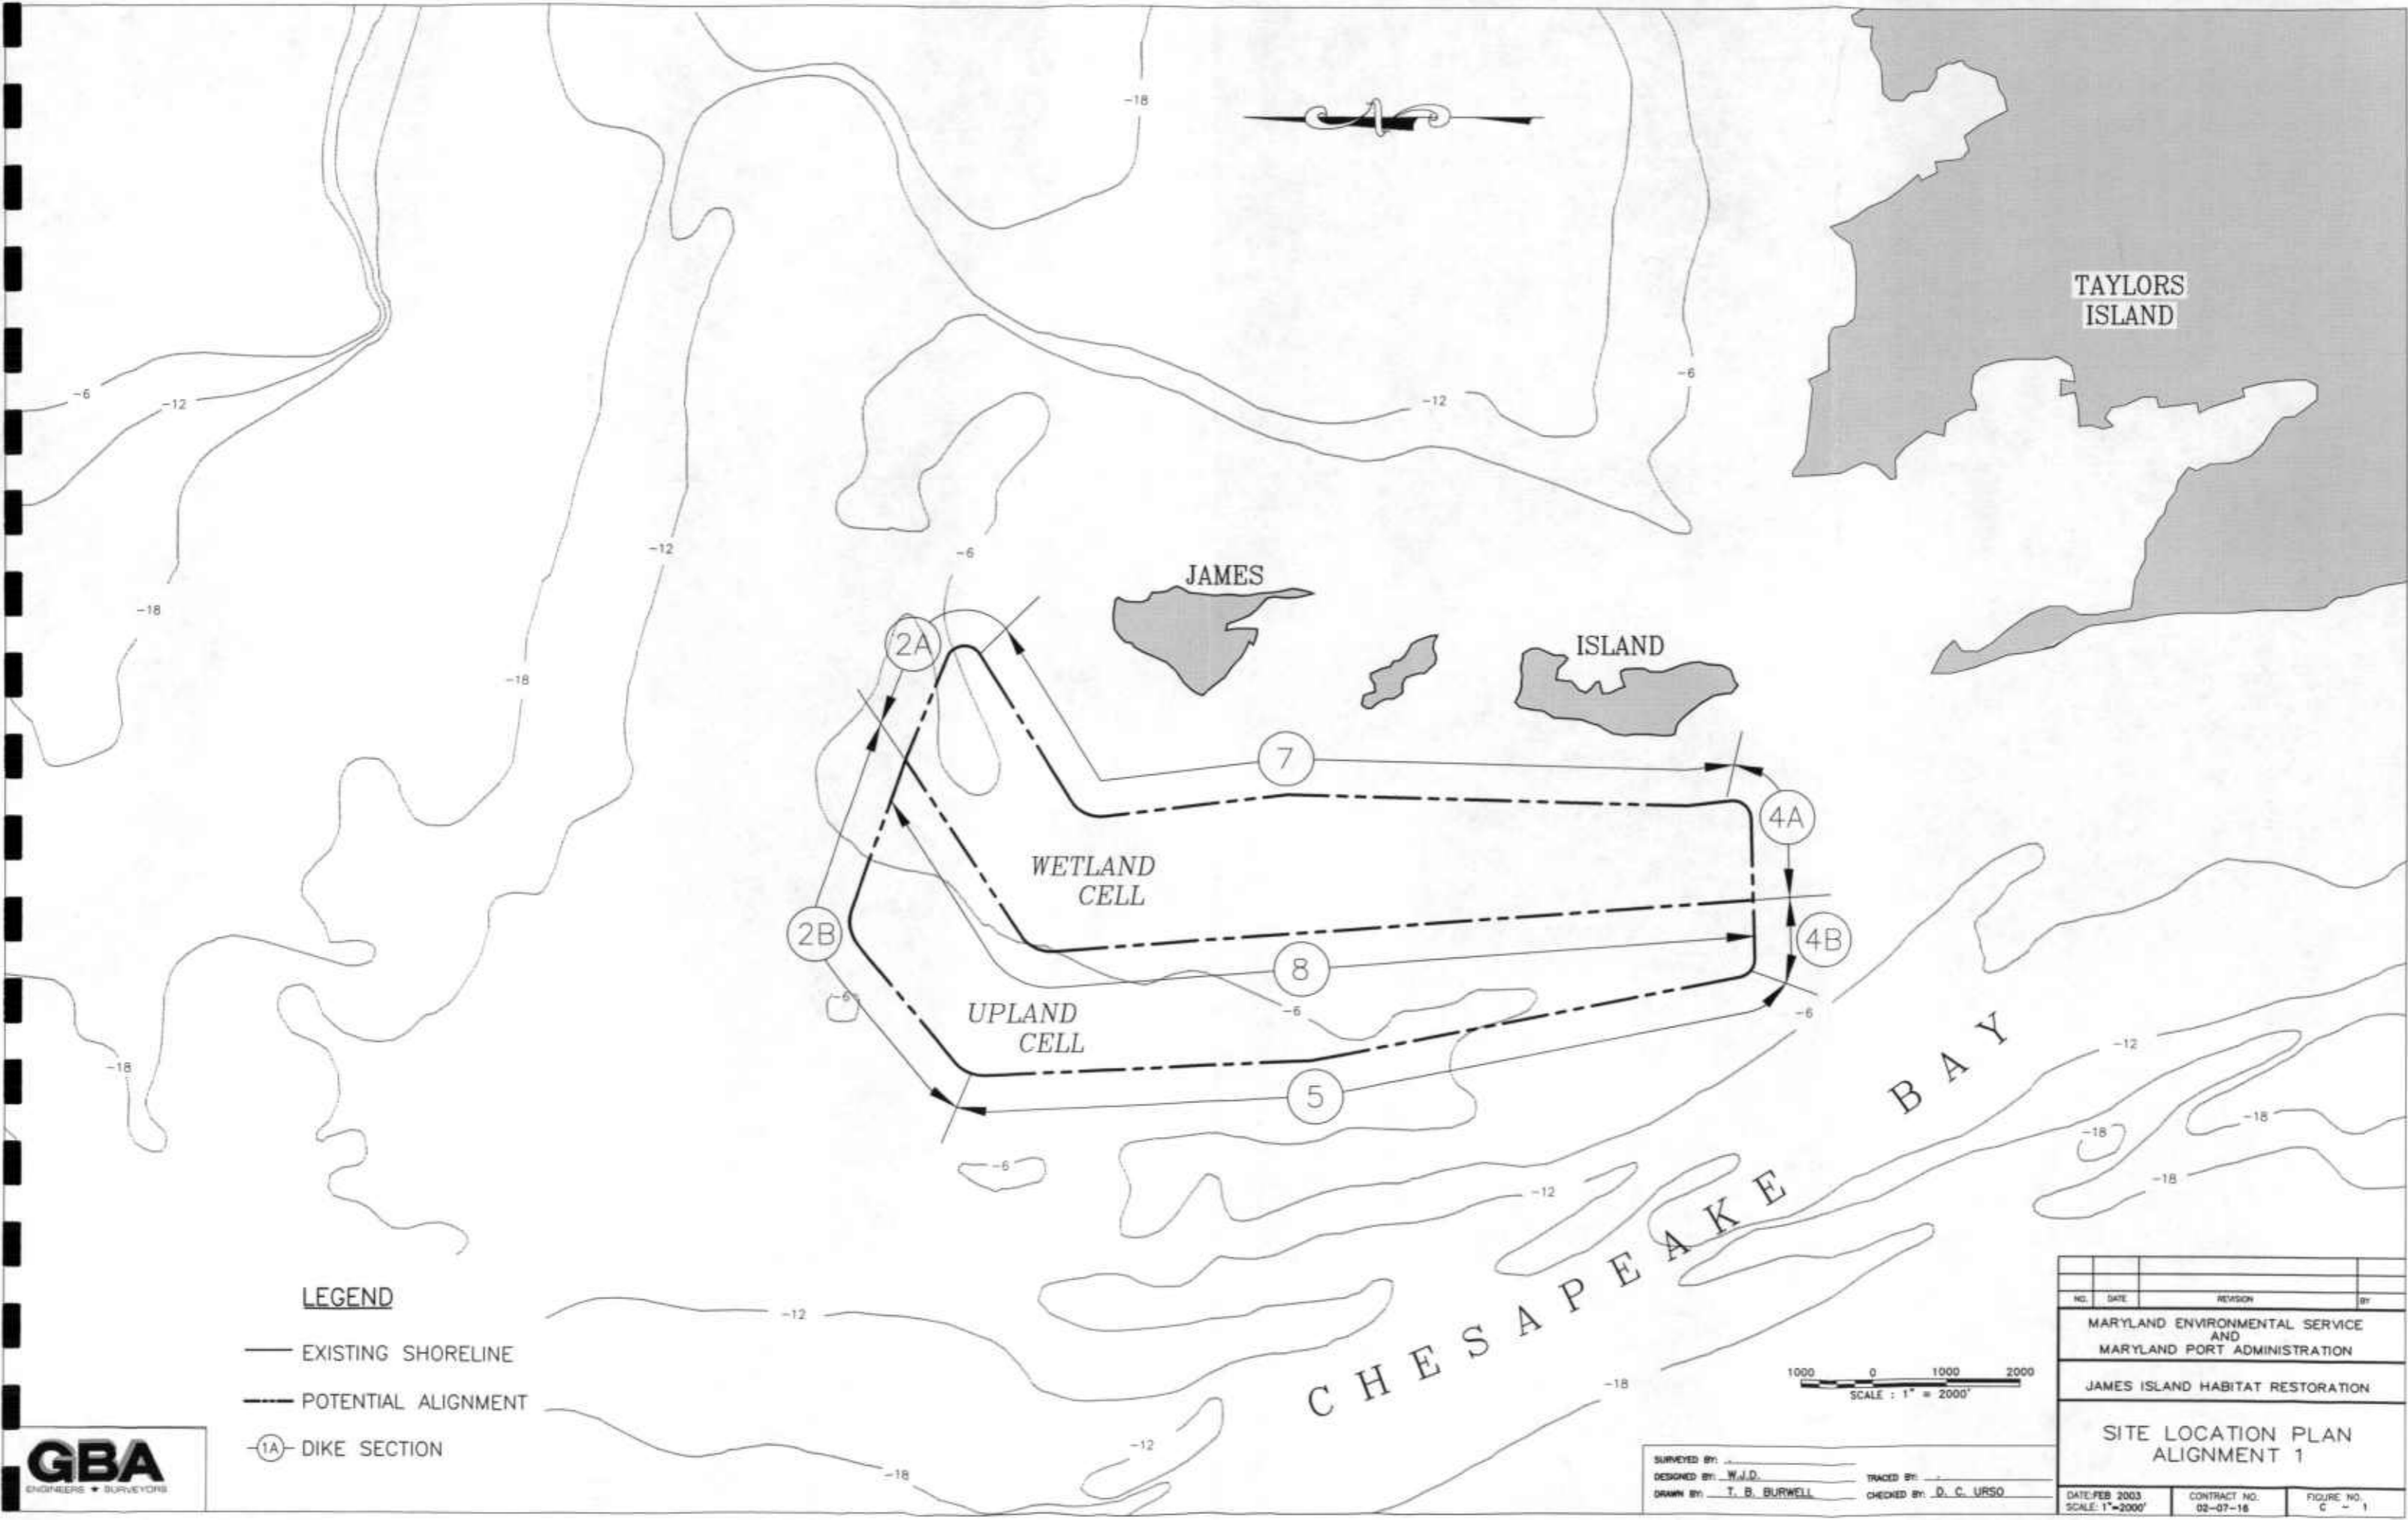 -18
-6
-12
-6
-12
TAYLORS
ISLAND
-12
-6
-18
-18
JAMES
ISLAND
2A
7
4A
WETLAND
CELL
2B
4B
8
-6
UPLAND
CELL
-6
-6
-18
5
-12
-18
-18
-18
-6
-12
CHESAPEAKE BAY
-12
-18
-12
-18
LEGEND
EXISTING SHORELINE
POTENTIAL ALIGNMENT
1A DIKE SECTION
GBA
ENGINEERS ★ SURVEYORS
1000 0 1000 2000
SCALE : 1" = 2000'
SURVEYED BY: .
DESIGNED BY: W.J.D. TRACED BY: .
DRAWN BY: T. B. BURWELL CHECKED BY: D. C. URSO
NO. DATE REVISION BY
MARYLAND ENVIRONMENTAL SERVICE
AND
MARYLAND PORT ADMINISTRATION
JAMES ISLAND HABITAT RESTORATION
SITE LOCATION PLAN
ALIGNMENT 1
DATE:FEB 2003 CONTRACT NO. FIGURE NO.
SCALE: 1"=2000' 02-07-16 C - 1